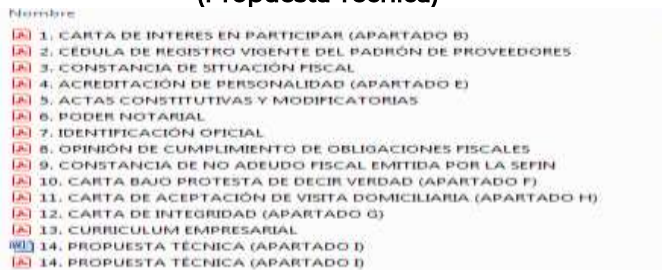 (Propuesta Técnica)
Nombre
1. CARTA DE INTERES EN PARTICIPAR (APARTADO B)
2. CÉDULA DE REGISTRO VIGENTE DEL PADRÓN DE PROVEEDORES
3. CONSTANCIA DE SITUACIÓN FISCAL
4. ACREDITACIÓN DE PERSONALIDAD (APARTADO E)
5. ACTAS CONSTITUTIVAS Y MODIFICATORIAS
6. PODER NOTARIAL
7. IDENTIFICACIÓN OFICIAL
8. OPINIÓN DE CUMPLIMIENTO DE OBLIGACIONES FISCALES
9. CONSTANCIA DE NO ADEUDO FISCAL EMITIDA POR LA SEFIN
10. CARTA BAJO PROTESTA DE DECIR VERDAD (APARTADO F)
11. CARTA DE ACEPTACIÓN DE VISITA DOMICILIARIA (APARTADO H)
12. CARTA DE INTEGRIDAD (APARTADO G)
13. CURRICULUM EMPRESARIAL
14. PROPUESTA TÉCNICA (APARTADO I)
14. PROPUESTA TÉCNICA (APARTADO I)